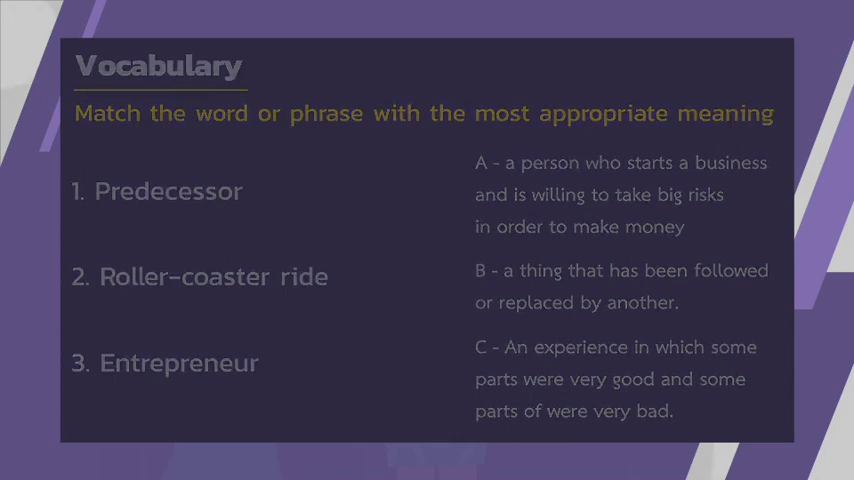 Vocabulary
Match the word or phrase with the most appropriate meaning
1. Predecessor
2. Roller-coaster ride
3. Entrepreneur
A - a person who starts a business
and is willing to take big risks
in order to make money
B - a thing that has been followed
or replaced by another.
C - An experience in which some
parts were very good and some
parts of were very bad.